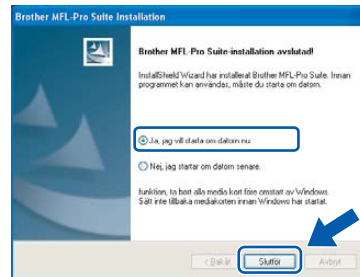 Brother MFL-Pro Suite Installation
Brother MFL-Pro Suite-installation avslutad!
InstallShield Wizard har installerat Brother MFL-Pro Suite. Innan
programmet kan användas, måste du starta om datorn.
Ja, jag vill starta om datorn nu.
Nej, jag startar om datorn senare.
funktion, ta bort alla media kort före omstart av Windows.
Sätt inte tillbaka mediakorten innan Windows har startat.
< Bakåt
Slutför
Avbryt